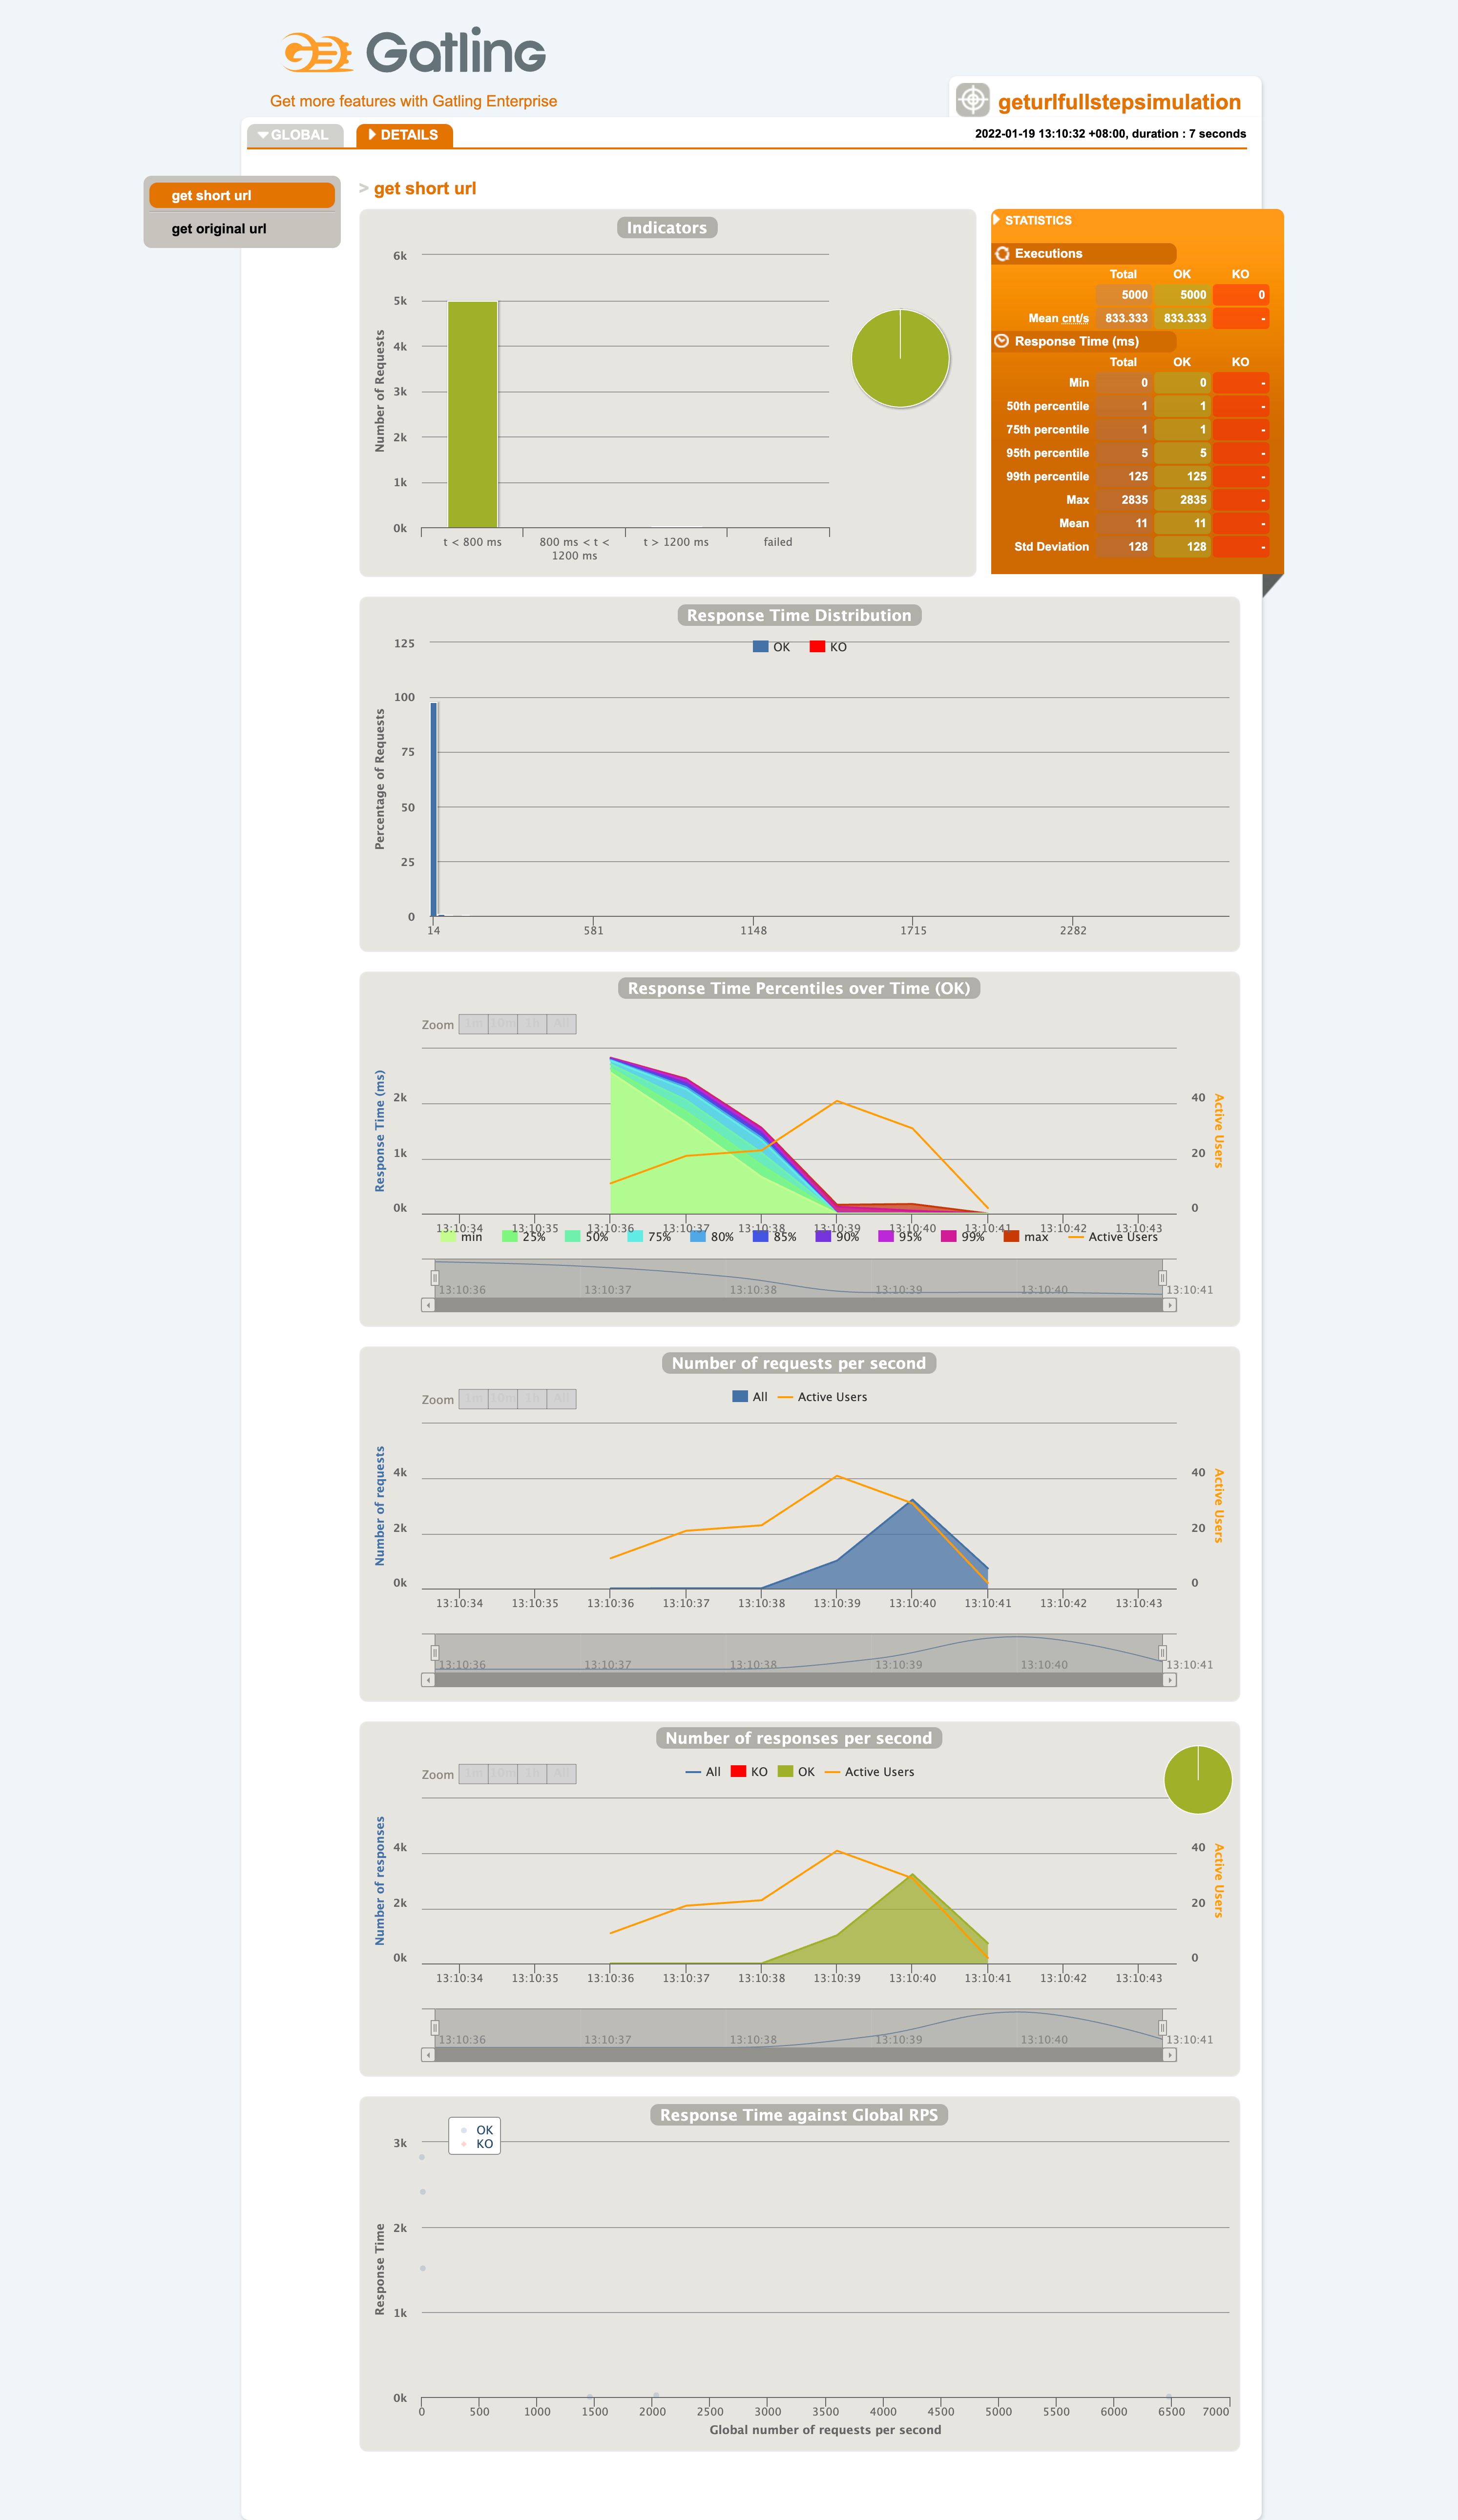 Gatling
Get more features with Gatling Enterprise
geturlfullstepsimulation
GLOBAL
DETAILS
2022-01-19 13:10:32 +08:00, duration : 7 seconds
get short url
get original url
> get short url
Indicators
6k
5k
4k
3k
2k
1k
0k
Number of Requests
t < 800 ms
800 ms < t <
1200 ms
t > 1200 ms
failed
STATISTICS
Executions
Total OK KO
5000 5000 0
Mean cnt/s 833.333 833.333 -
Response Time (ms)
Total OK KO
Min 0 0 -
50th percentile 1 1 -
75th percentile 1 1 -
95th percentile 5 5 -
99th percentile 125 125 -
Max 2835 2835 -
Mean 11 11 -
Std Deviation 128 128 -
Response Time Distribution
OK KO
125
100
75
50
25
0
Percentage of Requests
14 581 1148 1715 2282
Response Time Percentiles over Time (OK)
Zoom 1m 10m 1h All
2k
1k
0k
Response Time (ms)
40
20
0
Active Users
13:10:34 13:10:35 13:10:36 13:10:37 13:10:38 13:10:39 13:10:40 13:10:41 13:10:42 13:10:43
min 25% 50% 75% 80% 85% 90% 95% 99% max Active Users
13:10:36 13:10:37 13:10:38 13:10:39 13:10:40 13:10:41
Number of requests per second
Zoom 1m 10m 1h All
All Active Users
4k
2k
0k
Number of requests
40
20
0
Active Users
13:10:34 13:10:35 13:10:36 13:10:37 13:10:38 13:10:39 13:10:40 13:10:41 13:10:42 13:10:43
13:10:36 13:10:37 13:10:38 13:10:39 13:10:40 13:10:41
Number of responses per second
Zoom 1m 10m 1h All
All KO OK Active Users
4k
2k
0k
Number of responses
40
20
0
Active Users
13:10:34 13:10:35 13:10:36 13:10:37 13:10:38 13:10:39 13:10:40 13:10:41 13:10:42 13:10:43
13:10:36 13:10:37 13:10:38 13:10:39 13:10:40 13:10:41
Response Time against Global RPS
OK
KO
3k
2k
1k
0k
Response Time
0 500 1000 1500 2000 2500 3000 3500 4000 4500 5000 5500 6000 6500 7000
Global number of requests per second